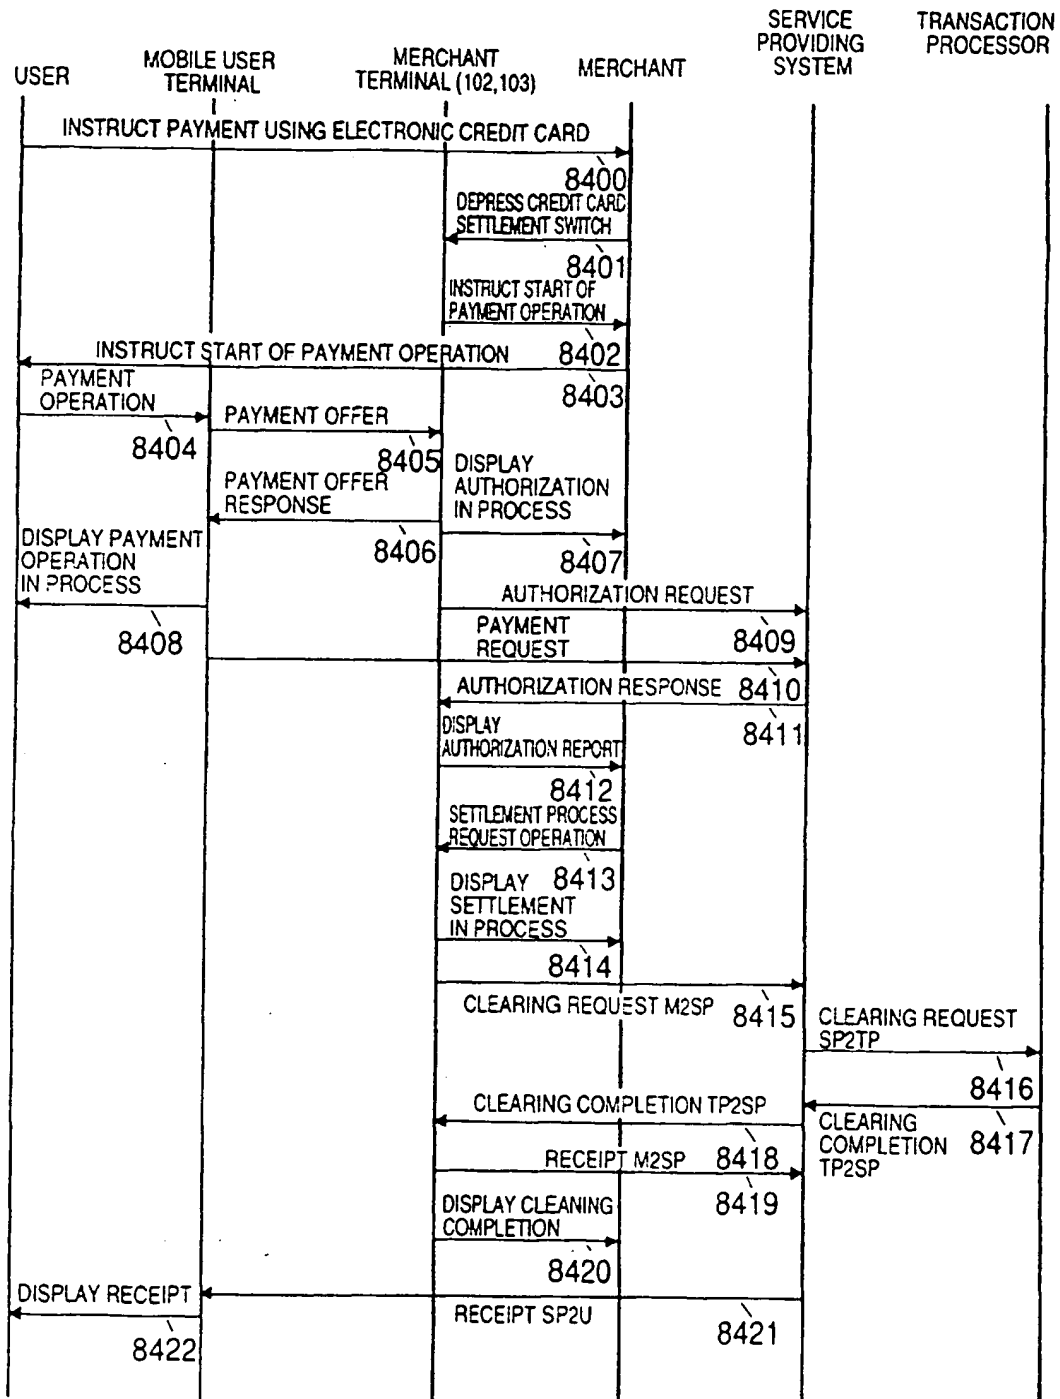 USER
MOBILE USER
TERMINAL
MERCHANT
TERMINAL (102,103)
MERCHANT
SERVICE
PROVIDING
SYSTEM
TRANSACTION
PROCESSOR
INSTRUCT PAYMENT USING ELECTRONIC CREDIT CARD
8400
DEPRESS CREDIT CARD
SETTLEMENT SWITCH
8401
INSTRUCT START OF
PAYMENT OPERATION
8402
INSTRUCT START OF PAYMENT OPERATION
8403
PAYMENT
OPERATION
8404
PAYMENT OFFER
8405
PAYMENT OFFER
RESPONSE
8406
DISPLAY
AUTHORIZATION
IN PROCESS
8407
DISPLAY PAYMENT
OPERATION
IN PROCESS
8408
AUTHORIZATION REQUEST
8409
PAYMENT
REQUEST
8410
AUTHORIZATION RESPONSE
8411
DISPLAY
AUTHORIZATION REPORT
8412
SETTLEMENT PROCESS
REQUEST OPERATION
8413
DISPLAY
SETTLEMENT
IN PROCESS
8414
CLEARING REQUEST M2SP
8415
CLEARING REQUEST
SP2TP
8416
CLEARING
COMPLETION
TP2SP
8417
CLEARING COMPLETION TP2SP
8418
RECEIPT M2SP
8419
DISPLAY CLEANING
COMPLETION
8420
RECEIPT SP2U
8421
DISPLAY RECEIPT
8422